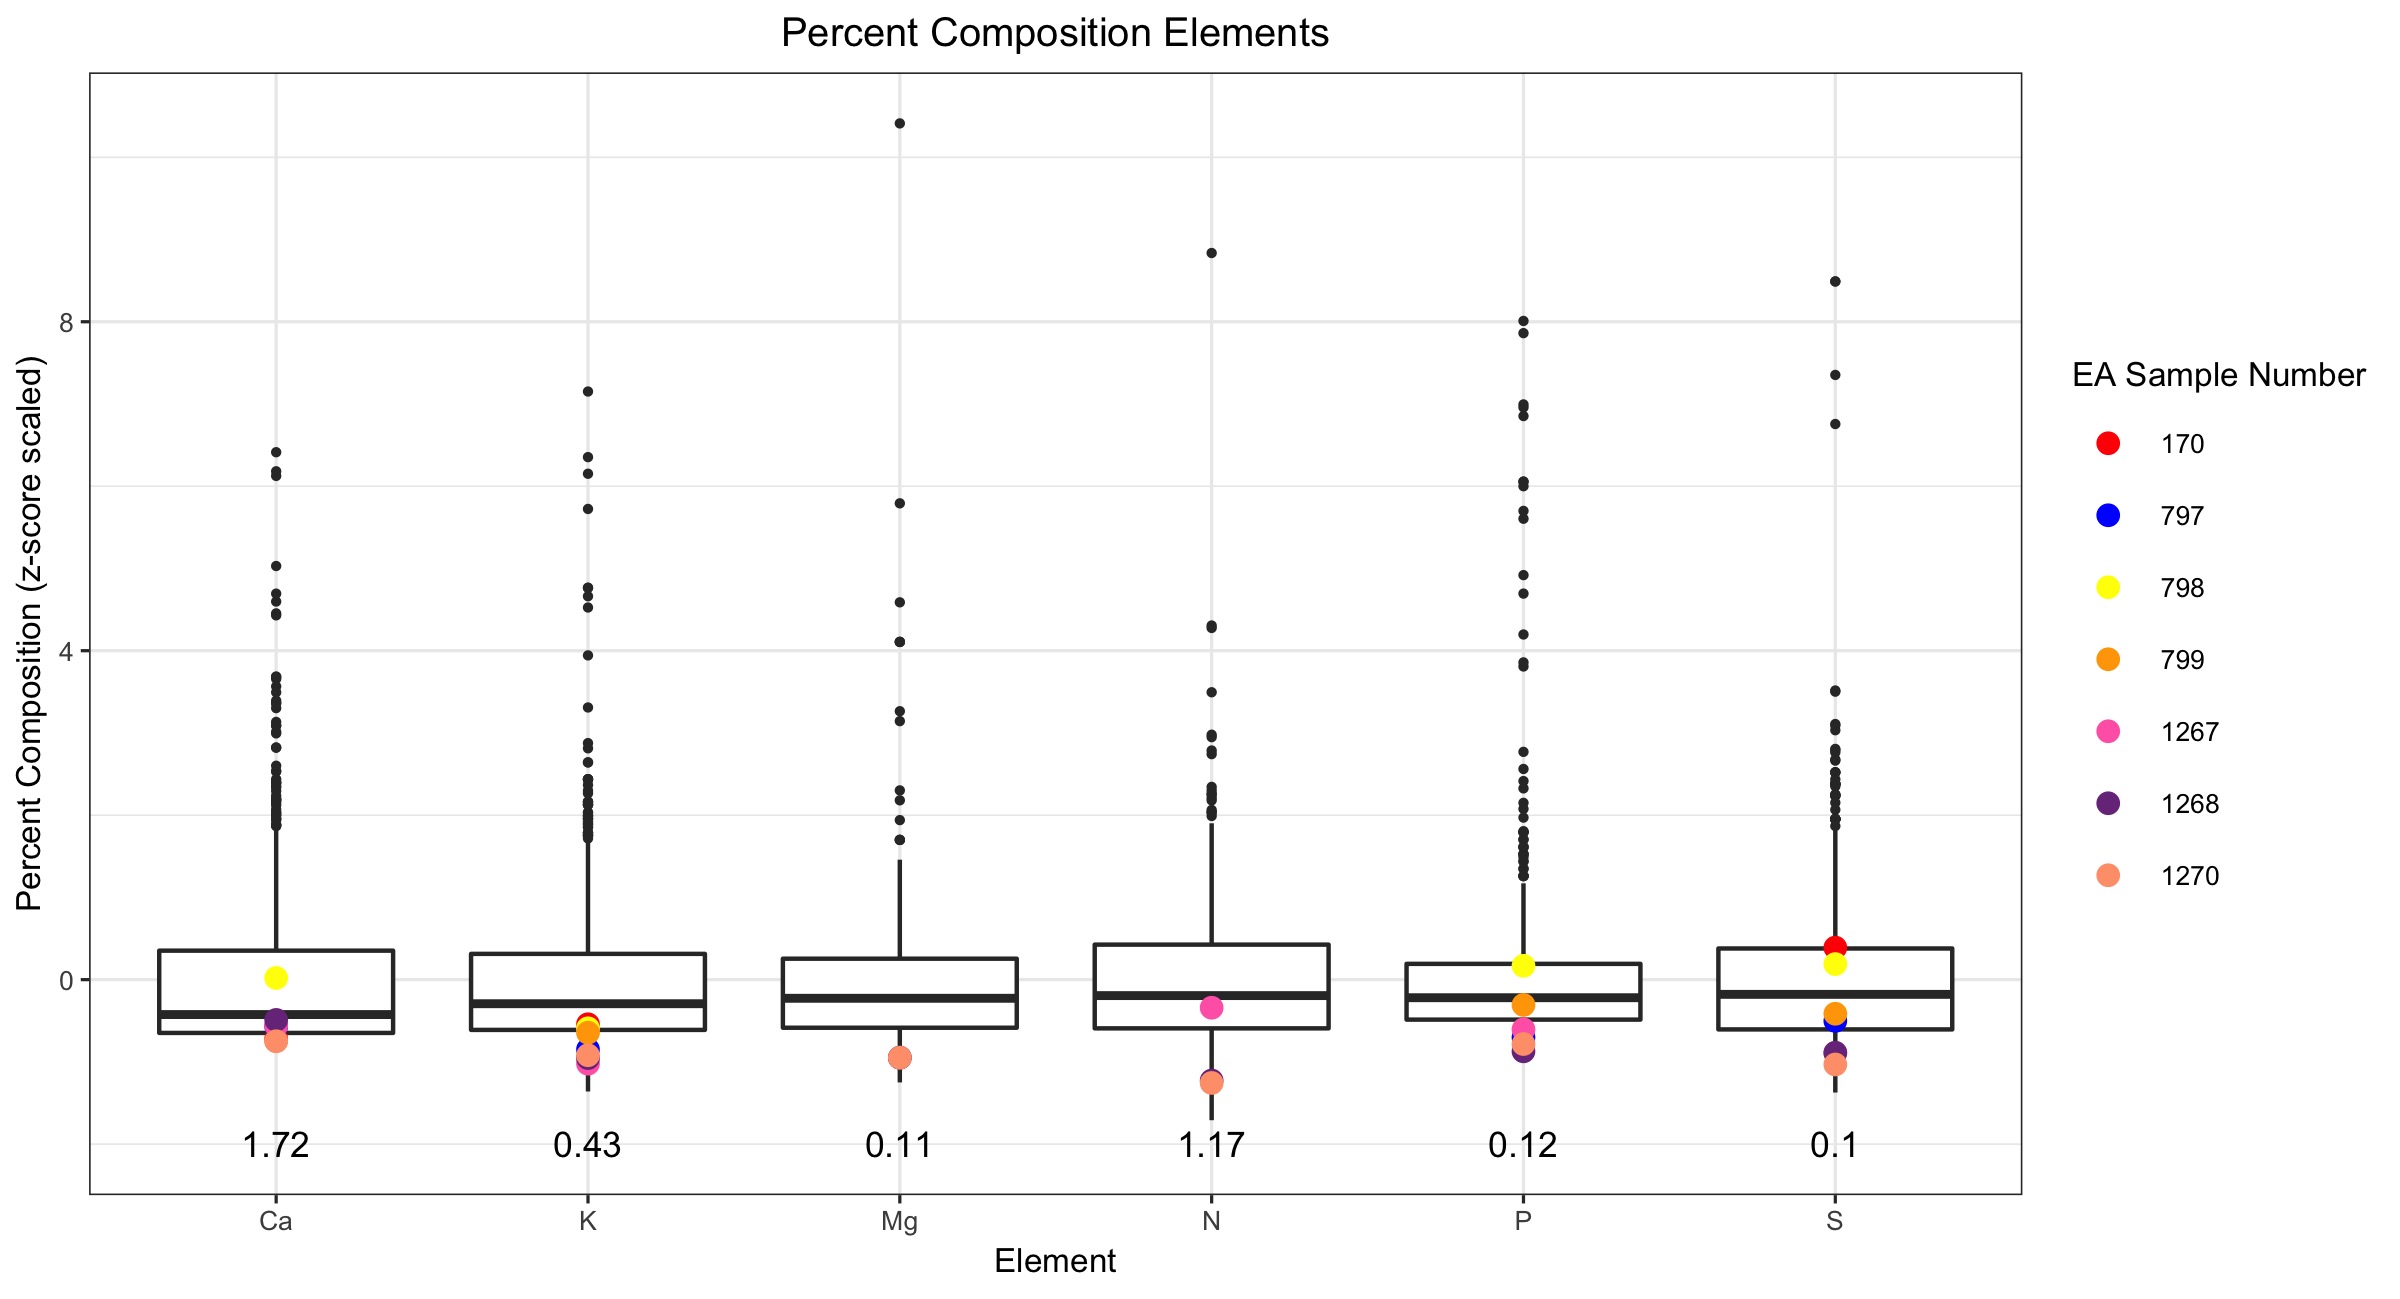 Percent Composition Elements
Percent Composition (z-score scaled)
8
4
0
1.72 0.43 0.11 1.17 0.12 0.1
Ca K Mg N P S
Element
EA Sample Number
170
797
798
799
1267
1268
1270